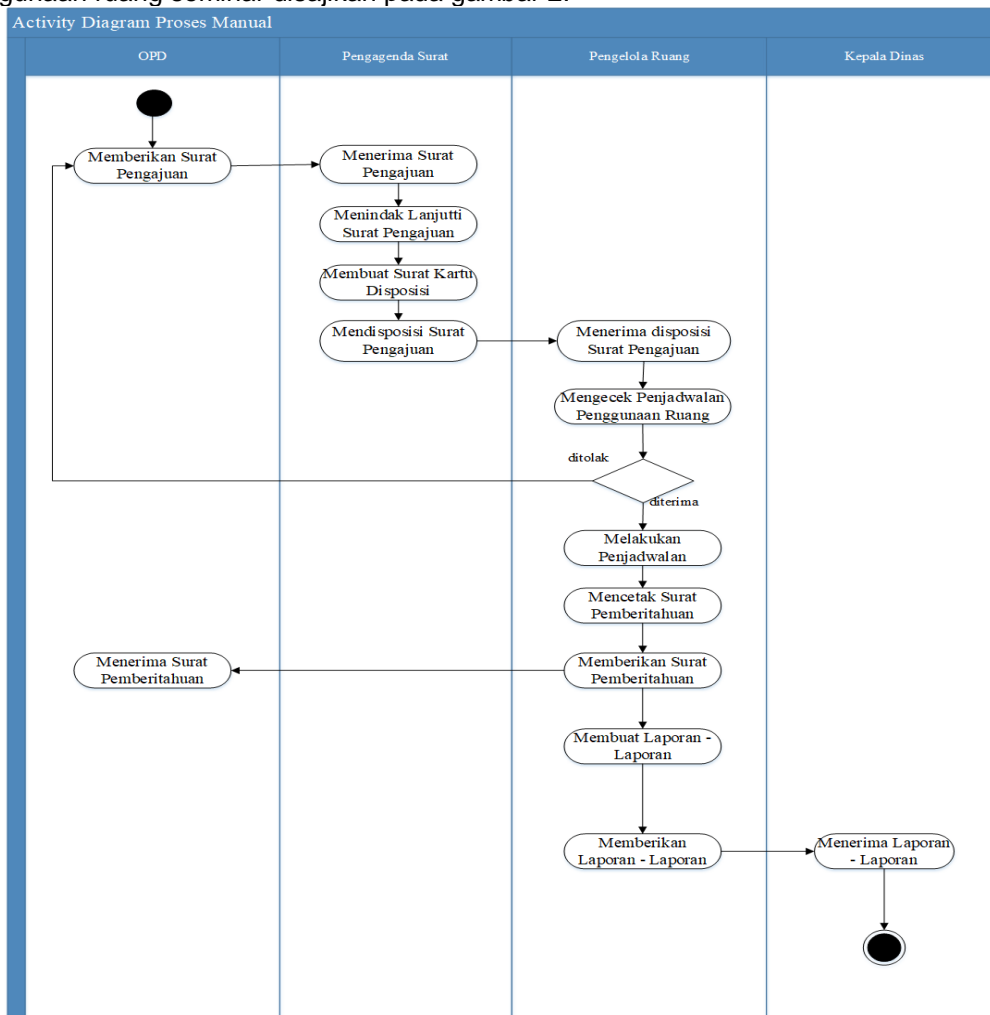 gunaan ruang seminar disajikan pada gambar 2.
Activity Diagram Proses Manual
OPD
Pengagenda Surat
Pengelola Ruang
Kepala Dinas
Memberikan Surat
Pengajuan
Menerima Surat
Pengajuan
Menindak Lanjutti
Surat Pengajuan
Membuat Surat Kartu
Disposisi
Mendisposisi Surat
Pengajuan
Menerima disposisi
Surat Pengajuan
Mengecek Penjadwalan
Penggunaan Ruang
ditolak
diterima
Melakukan
Penjadwalan
Mencetak Surat
Pemberitahuan
Memberikan Surat
Pemberitahuan
Menerima Surat
Pemberitahuan
Membuat Laporan -
Laporan
Memberikan
Laporan - Laporan
Menerima Laporan
- Laporan